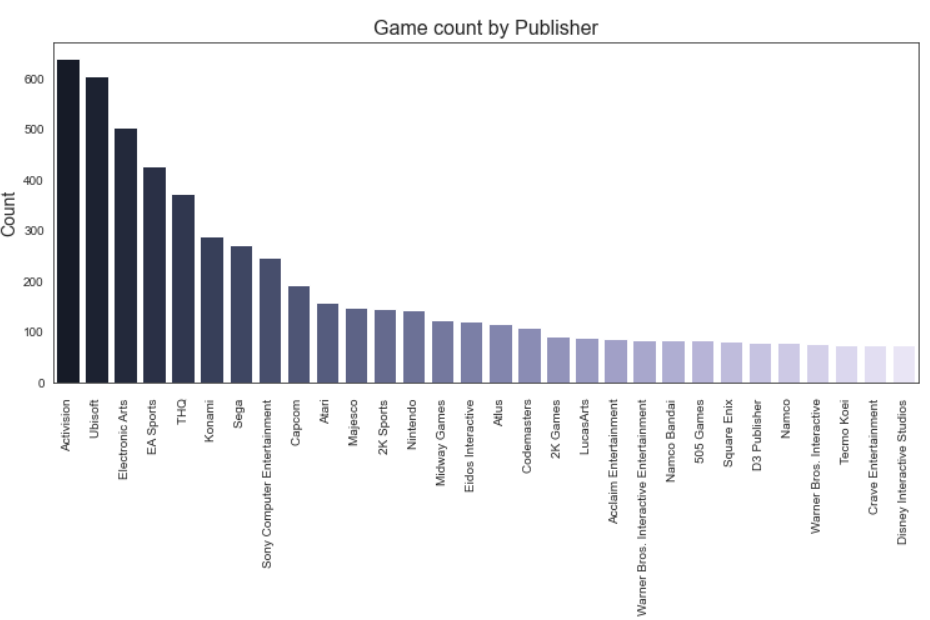 Game count by Publisher
Count
600
500
400
300
200
100
0
Activision
Ubisoft
Electronic Arts
EA Sports
THQ
Konami
Sega
Sony Computer Entertainment
Capcom
Atari
Majesco
2K Sports
Nintendo
Midway Games
Eidos Interactive
Atlus
Codemasters
2K Games
LucasArts
Acclaim Entertainment
Warner Bros. Interactive Entertainment
Namco Bandai
505 Games
Square Enix
D3 Publisher
Namco
Warner Bros. Interactive
Tecmo Koei
Crave Entertainment
Disney Interactive Studios